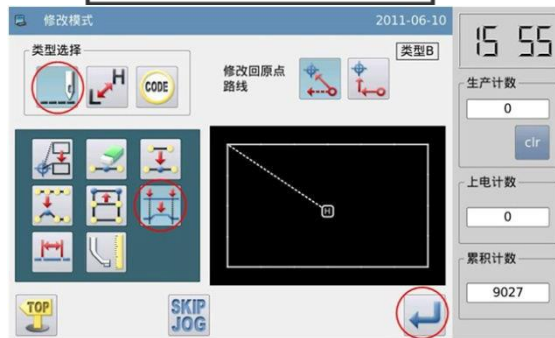 修改模式
2011-06-10
15 55
类型选择
类型B
L H
CODE
修改回原点
路线
生产计数
0
clr
上电计数
0
累积计数
9027
H
TOP
SKIP
JOG